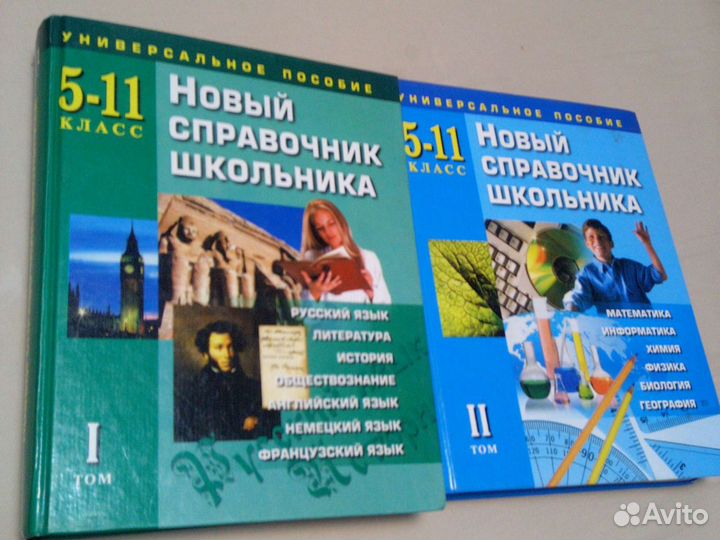 УНИВЕРСАЛЬНОЕ ПОСОБИЕ
5-11
КЛАСС
НОВЫЙ
СПРАВОЧНИК
ШКОЛЬНИКА
РУССКИЙ ЯЗЫК
ЛИТЕРАТУРА
ИСТОРИЯ
ОБЩЕСТВОЗНАНИЕ
АНГЛИЙСКИЙ ЯЗЫК
НЕМЕЦКИЙ ЯЗЫК
ФРАНЦУЗСКИЙ ЯЗЫК
I
ТОМ
УНИВЕРСАЛЬНОЕ ПОСОБИЕ
5-11
КЛАСС
НОВЫЙ
СПРАВОЧНИК
ШКОЛЬНИКА
МАТЕМАТИКА
ИНФОРМАТИКА
ХИМИЯ
ФИЗИКА
БИОЛОГИЯ
ГЕОГРАФИЯ
II
ТОМ
Avito